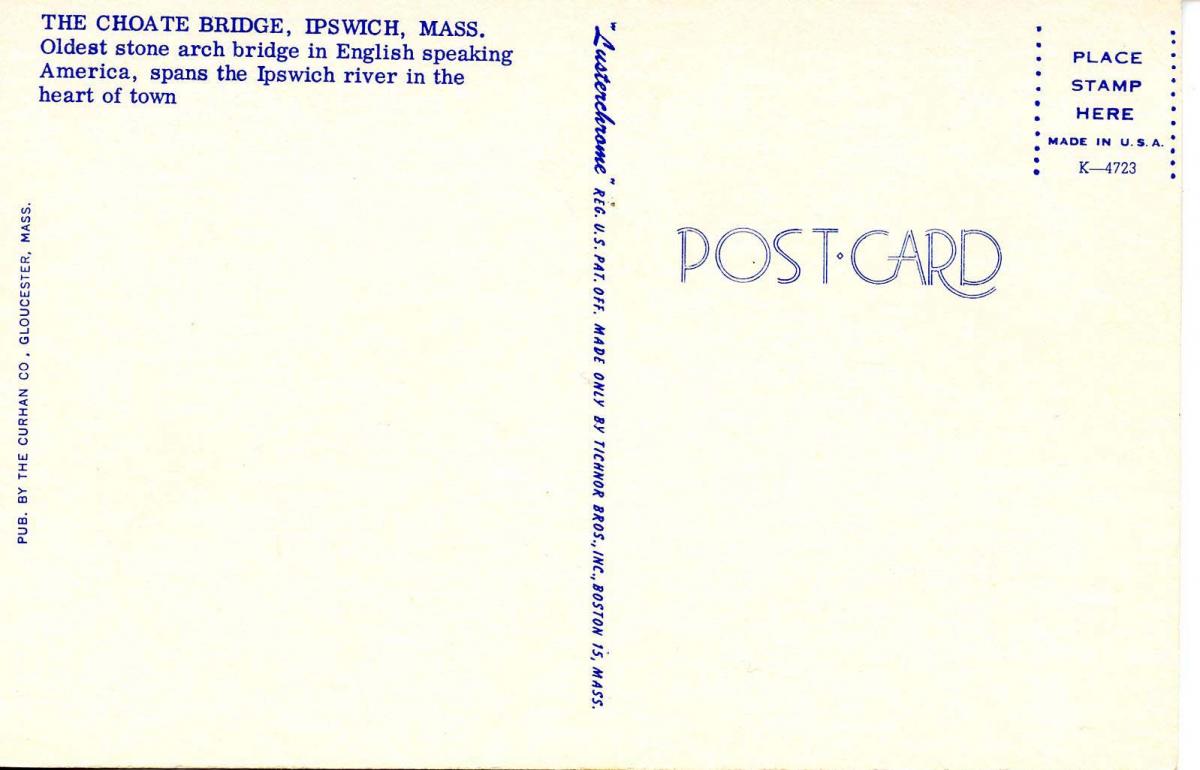 THE CHOATE BRIDGE, IPSWICH, MASS.
Oldest stone arch bridge in English speaking
America, spans the Ipswich river in the
heart of town
PUB. BY THE CURHAN CO., GLOUCESTER, MASS.
"Lusterchrome" REG. U.S. PAT. OFF. MADE ONLY BY TICHNOR BROS., INC., BOSTON 15, MASS.
PLACE
STAMP
HERE
MADE IN U.S.A.
K—4723
POST·CARD